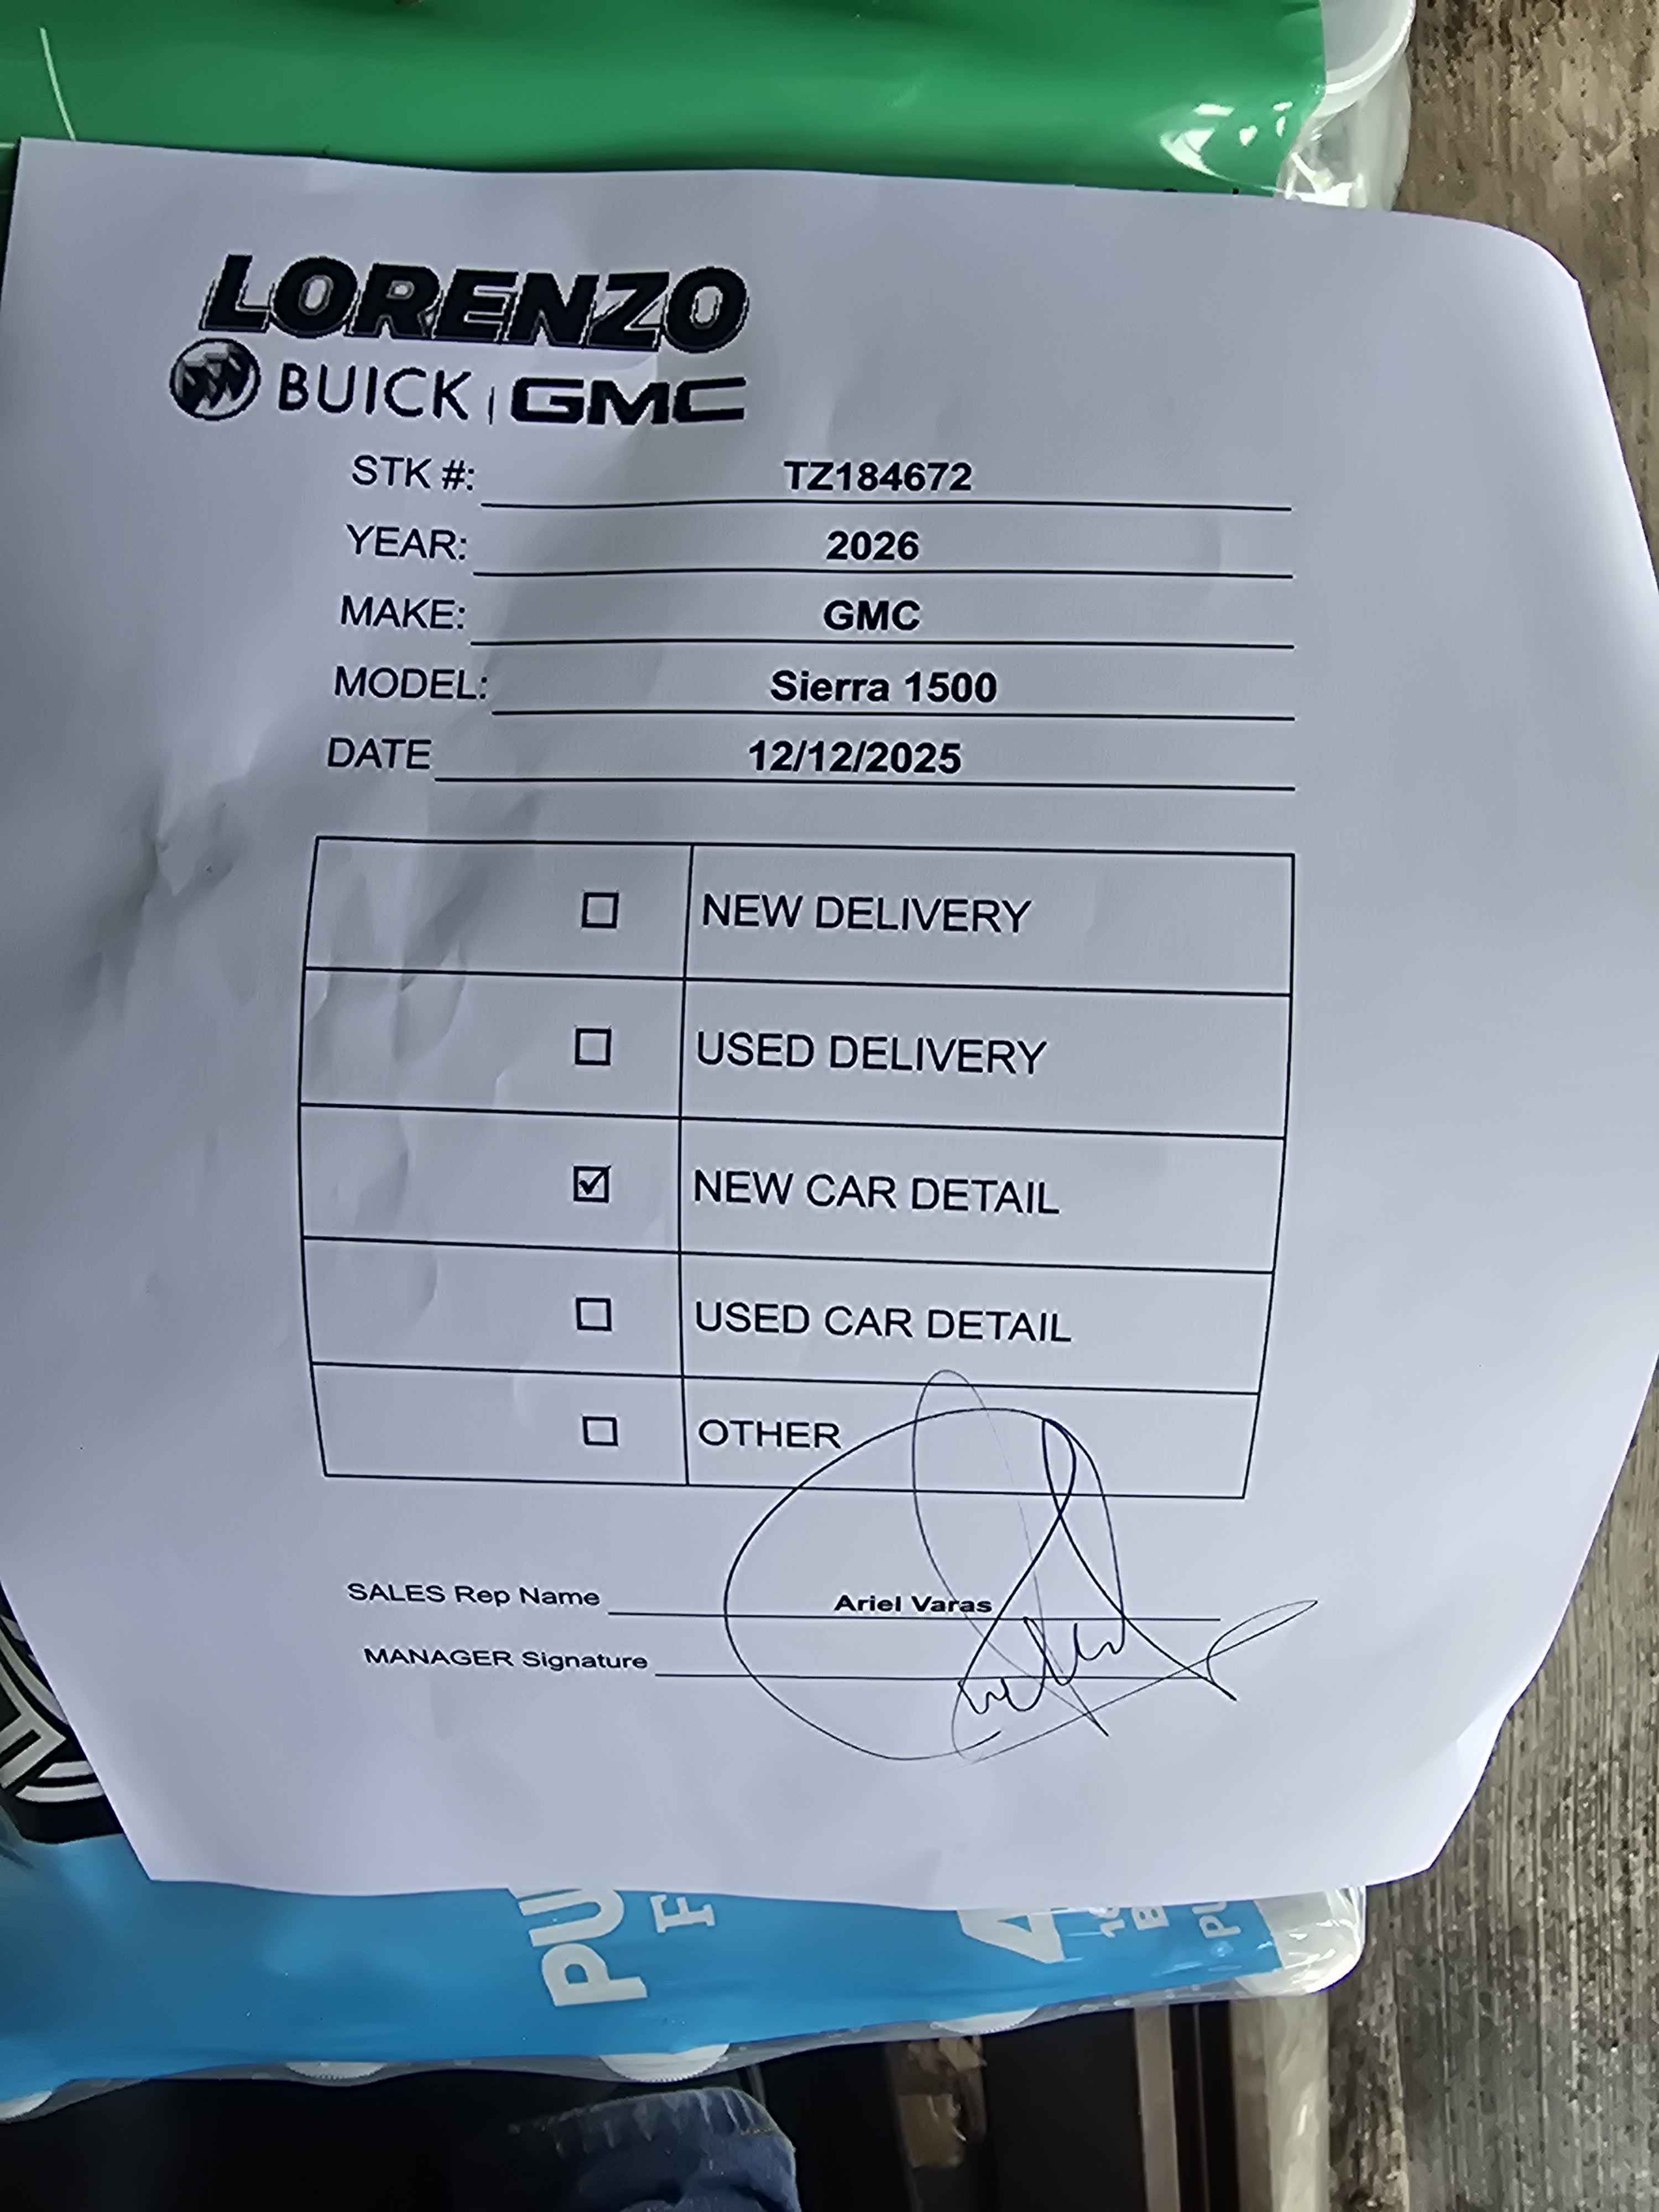 LORENZO
BUICK | GMC
STK #: TZ184672
YEAR: 2026
MAKE: GMC
MODEL: Sierra 1500
DATE 12/12/2025
☐ NEW DELIVERY
☐ USED DELIVERY
☑ NEW CAR DETAIL
☐ USED CAR DETAIL
☐ OTHER
SALES Rep Name Ariel Varas
MANAGER Signature